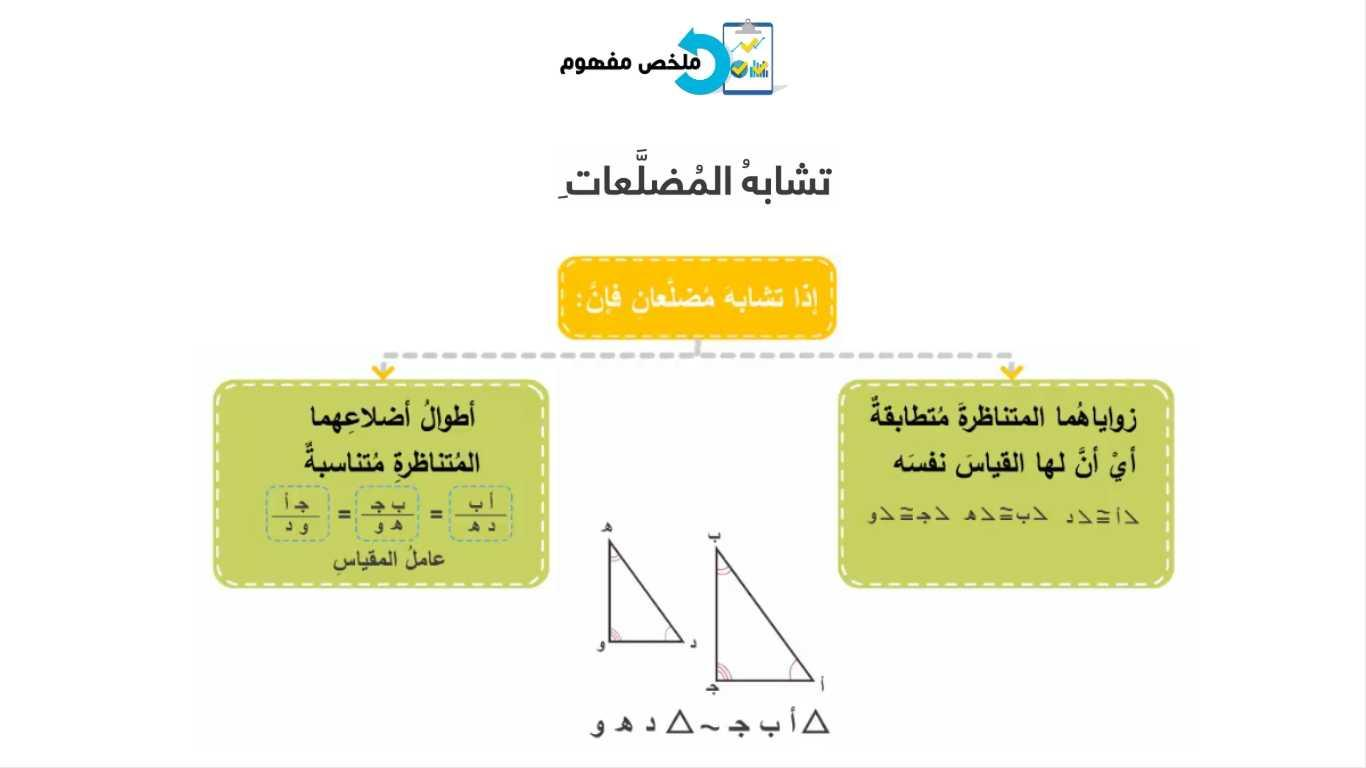 ملخص مفهوم
تشابهُ المُضلَّعاتِ
إذا تشابهَ مُضلَّعانِ فإنَّ:
زواياهُما المتناظرةَ مُتطابقةٌ
أيْ أنَّ لها القياسَ نفسَه
∠أ≅∠د ∠ب≅∠هـ ∠جـ≅∠و
أطوالُ أضلاعِهما
المُتناظرةِ مُتناسبةٌ
أ ب / د هـ = ب جـ / هـ و = جـ أ / و د
عاملُ المقياسِ
هـ
و
د
ب
جـ
أ
△أ ب جـ ~ △ د هـ و